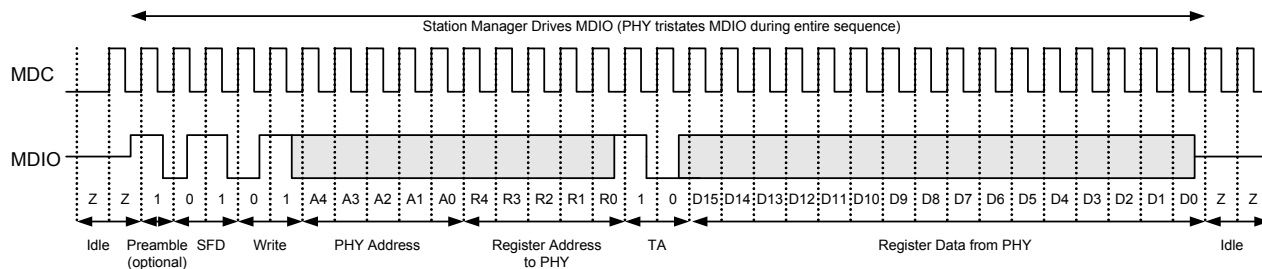 Station Manager Drives MDIO (PHY tristates MDIO during entire sequence)
MDC
MDIO
Z Z 1 0 1 0 1 A4 A3 A2 A1 A0 R4 R3 R2 R1 R0 1 0 D15 D14 D13 D12 D11 D10 D9 D8 D7 D6 D5 D4 D3 D2 D1 D0 Z Z
Idle Preamble SFD Write PHY Address Register Address TA Register Data from PHY Idle
(optional) to PHY